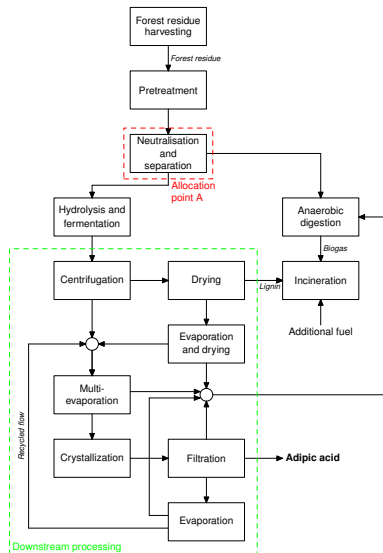 Forest residue
harvesting
Forest residue
Pretreatment
Neutralisation
and
separation
Allocation
point A
Hydrolysis and
fermentation
Anaerobic
digestion
Biogas
Centrifugation
Drying
Lignin
Incineration
Additional fuel
Evaporation
and drying
Multi-
evaporation
Recycled flow
Crystallization
Filtration
Adipic acid
Evaporation
Downstream processing